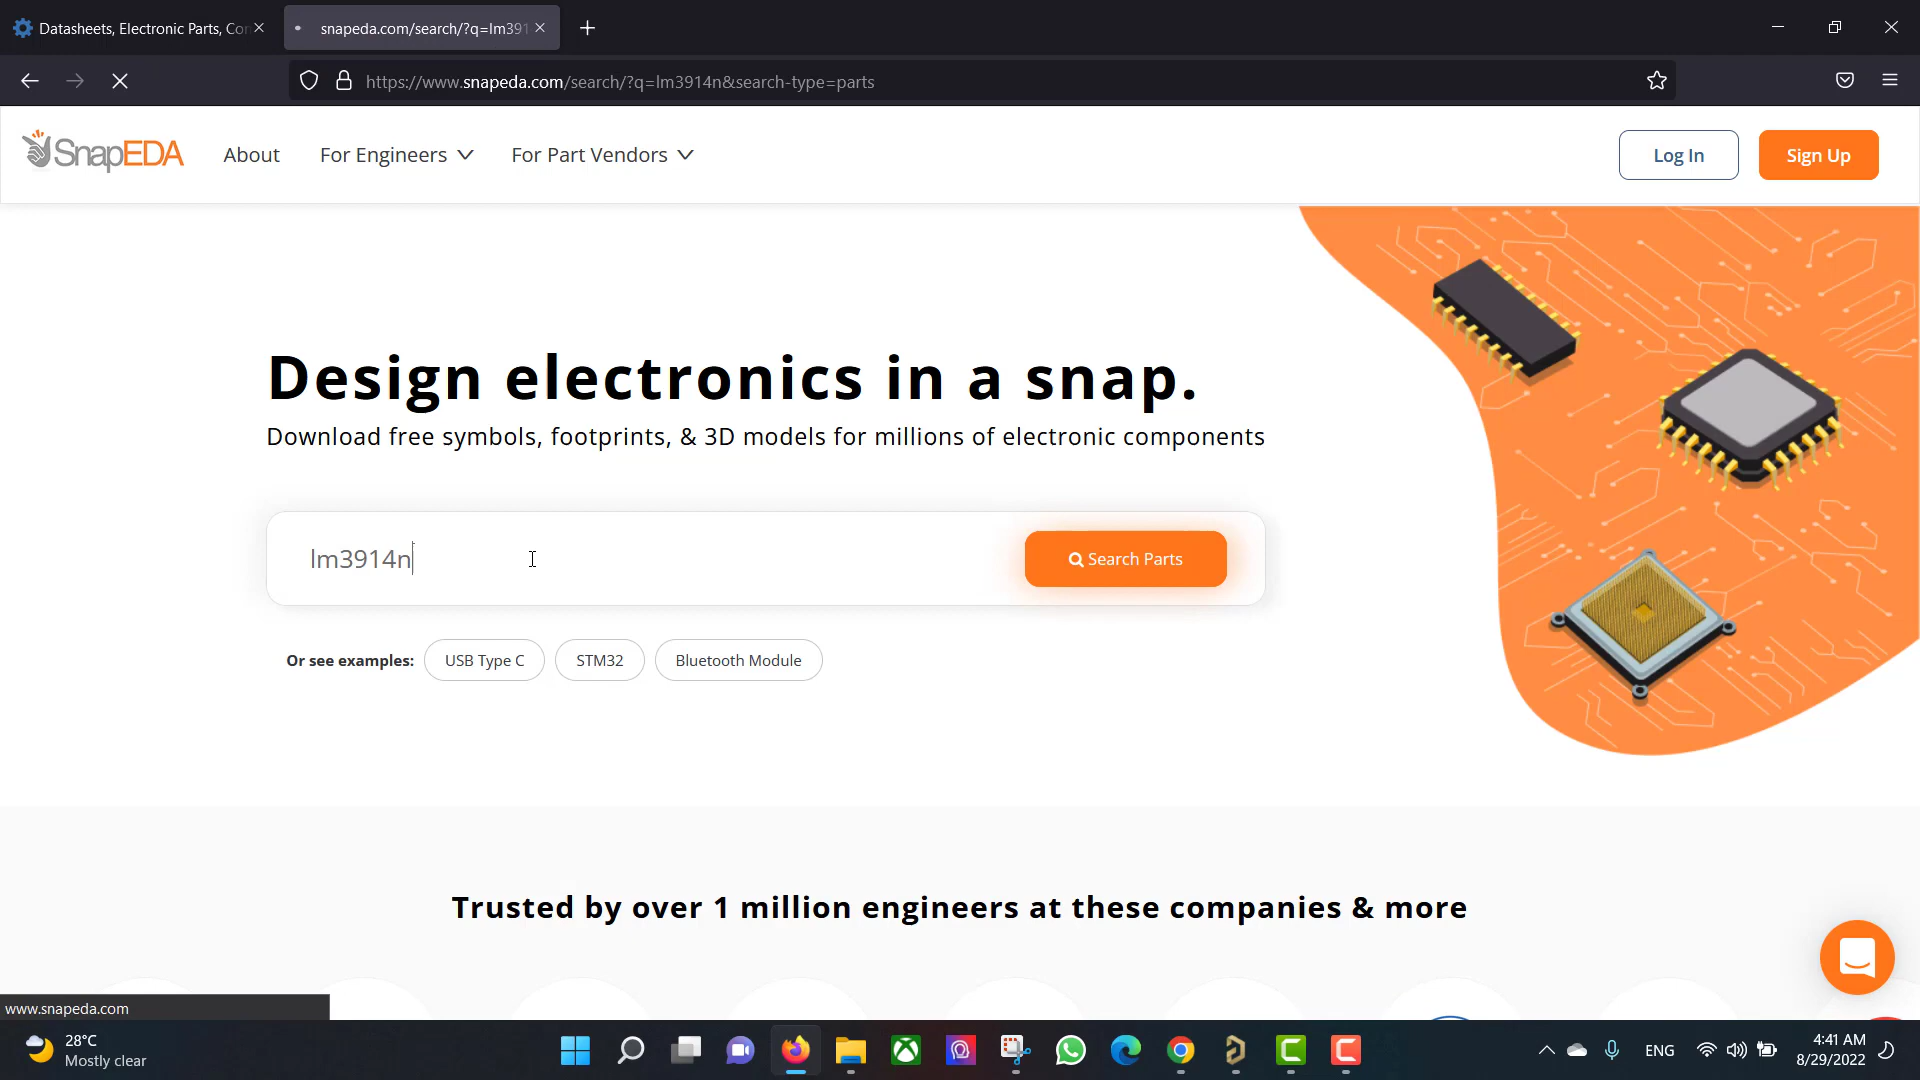 Datasheets, Electronic Parts, Con
snapeda.com/search/?q=lm391
https://www.snapeda.com/search/?q=lm3914n&search-type=parts
SnapEDA
About
For Engineers
For Part Vendors
Log In
Sign Up
Design electronics in a snap.
Download free symbols, footprints, & 3D models for millions of electronic components
lm3914n
Search Parts
Or see examples:
USB Type C
STM32
Bluetooth Module
Trusted by over 1 million engineers at these companies & more
www.snapeda.com
28°C
Mostly clear
ENG
4:41 AM
8/29/2022